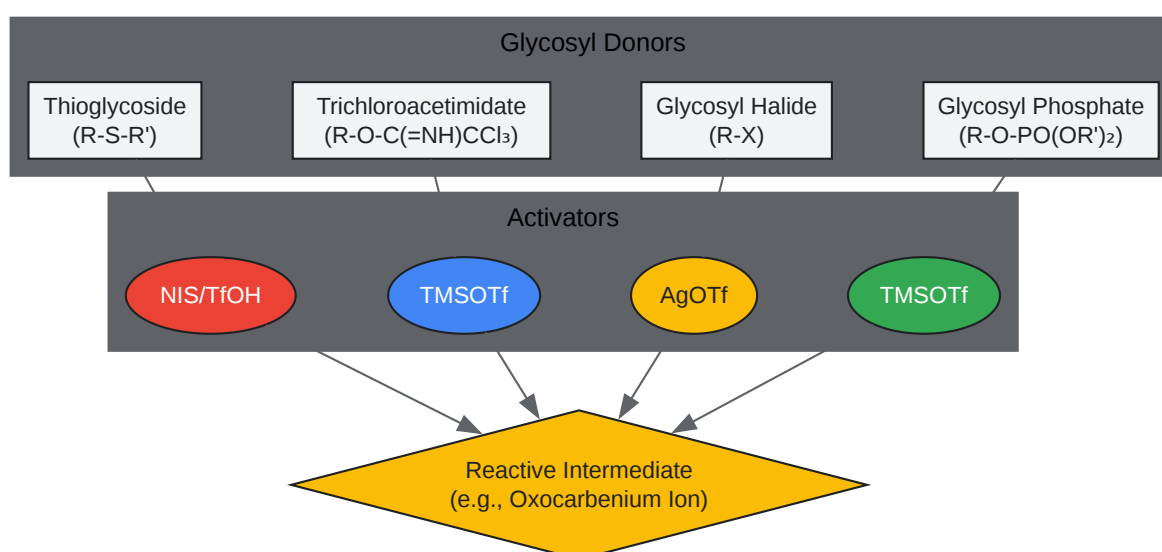 Glycosyl Donors
Thioglycoside
(R-S-R')
Trichloroacetimidate
(R-O-C(=NH)CCl₃)
Glycosyl Halide
(R-X)
Glycosyl Phosphate
(R-O-PO(OR')₂)
Activators
NIS/TfOH
TMSOTf
AgOTf
TMSOTf
Reactive Intermediate
(e.g., Oxocarbenium Ion)